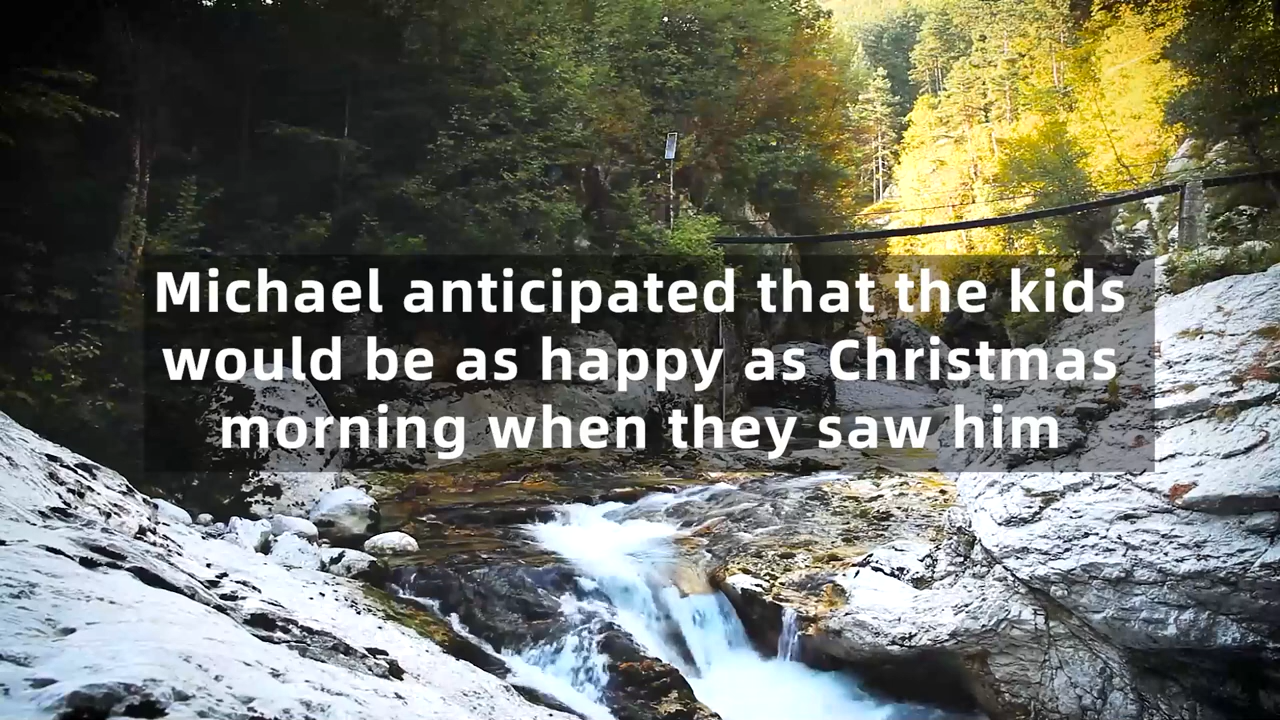 Michael anticipated that the kids
would be as happy as Christmas
morning when they saw him